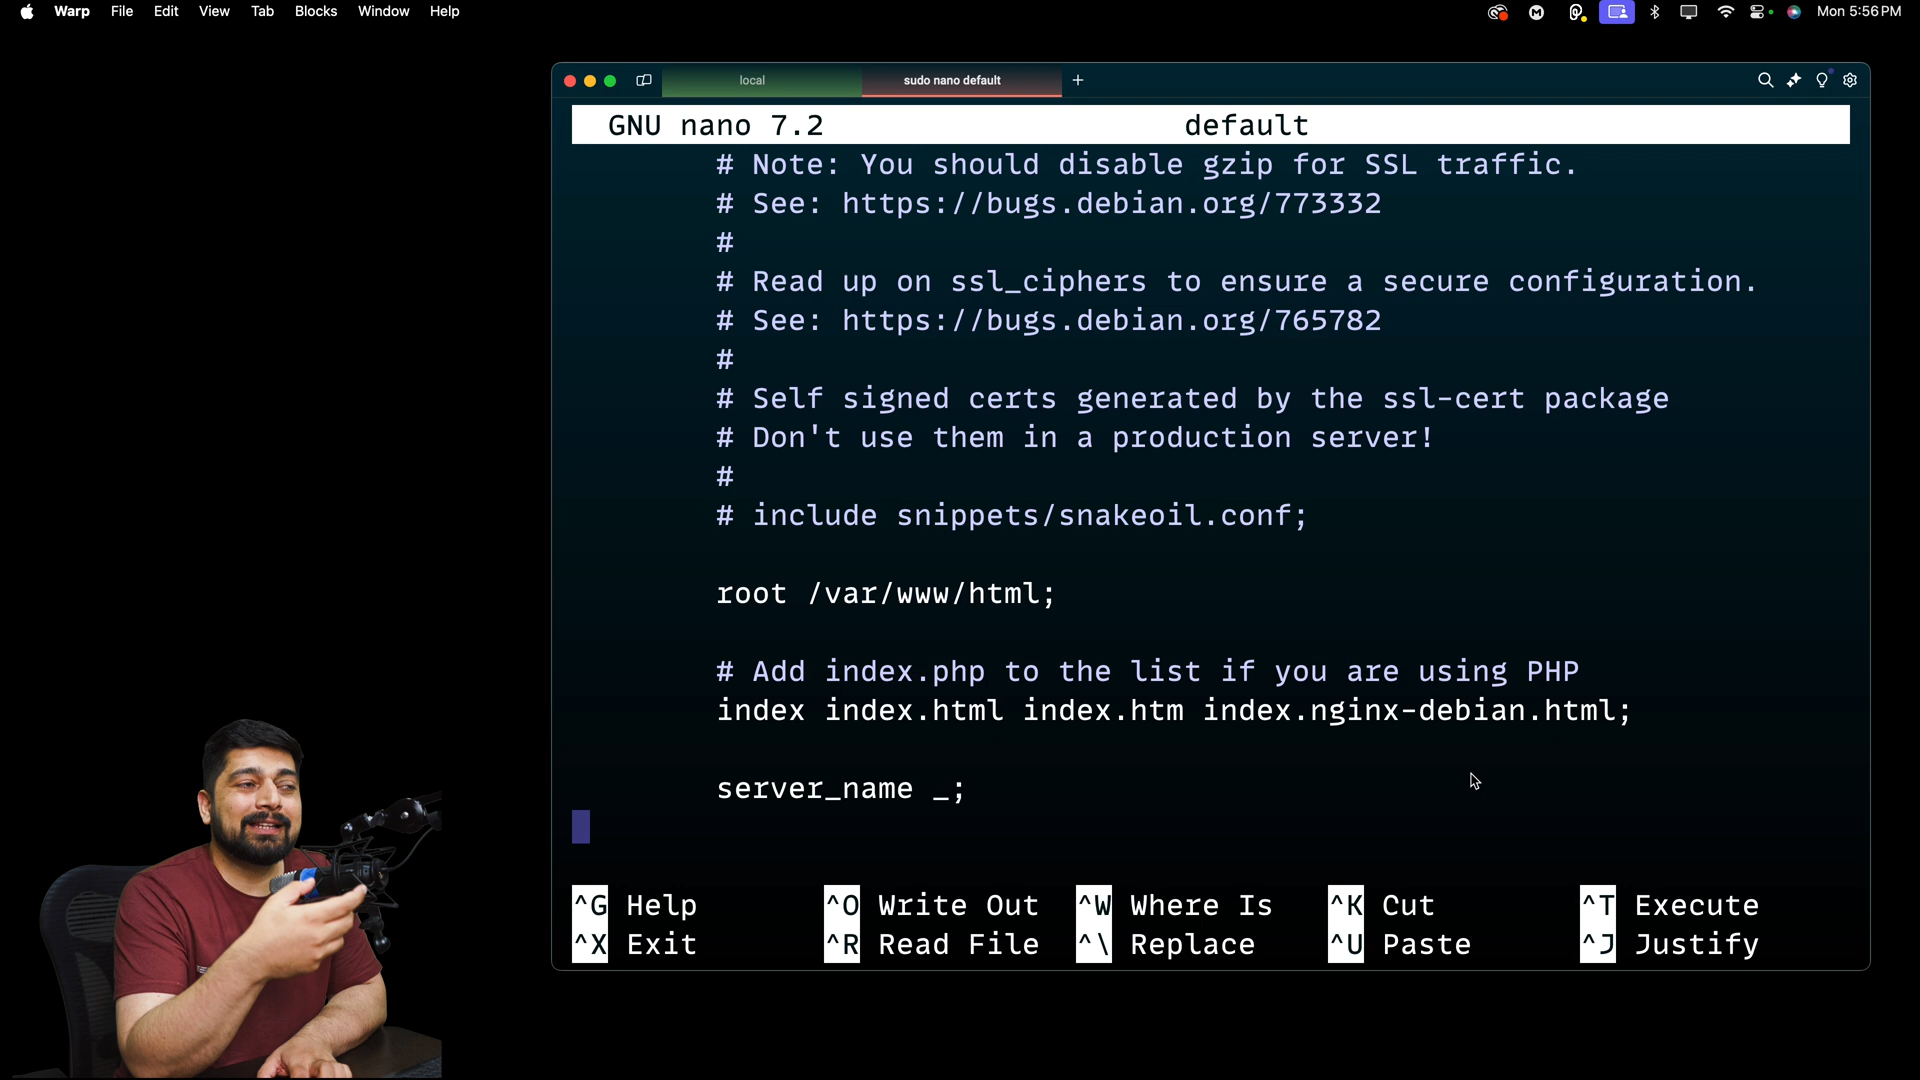 Warp File Edit View Tab Blocks Window Help Mon 5:56 PM
local sudo nano default +
GNU nano 7.2 default
# Note: You should disable gzip for SSL traffic.
# See: https://bugs.debian.org/773332
#
# Read up on ssl_ciphers to ensure a secure configuration.
# See: https://bugs.debian.org/765782
#
# Self signed certs generated by the ssl-cert package
# Don't use them in a production server!
#
# include snippets/snakeoil.conf;
root /var/www/html;
# Add index.php to the list if you are using PHP
index index.html index.htm index.nginx-debian.html;
server_name _;
^G Help ^O Write Out ^W Where Is ^K Cut ^T Execute
^X Exit ^R Read File ^\ Replace ^U Paste ^J Justify